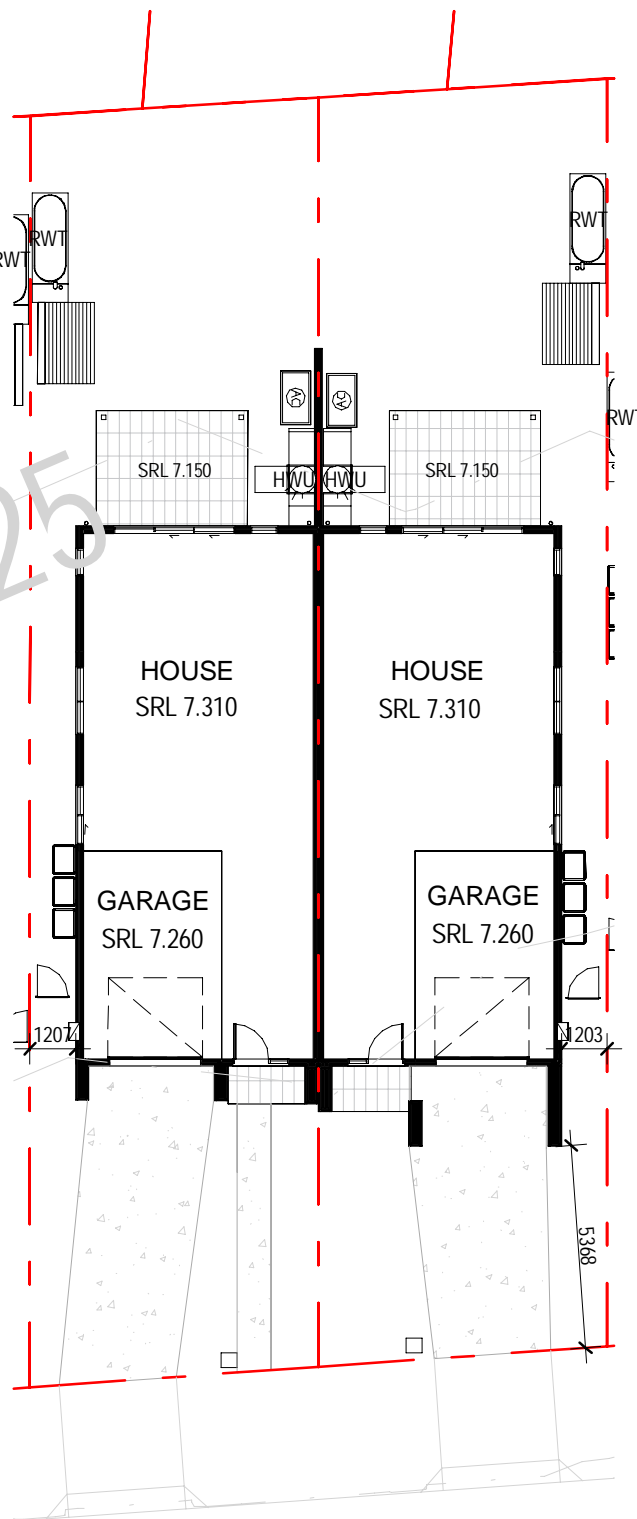 RWT
RWT
RWT
AC
AC
RWT
SRL 7.150
SRL 7.150
HWU
HWU
25
HOUSE
SRL 7.310
HOUSE
SRL 7.310
GARAGE
SRL 7.260
GARAGE
SRL 7.260
1207
1203
5368